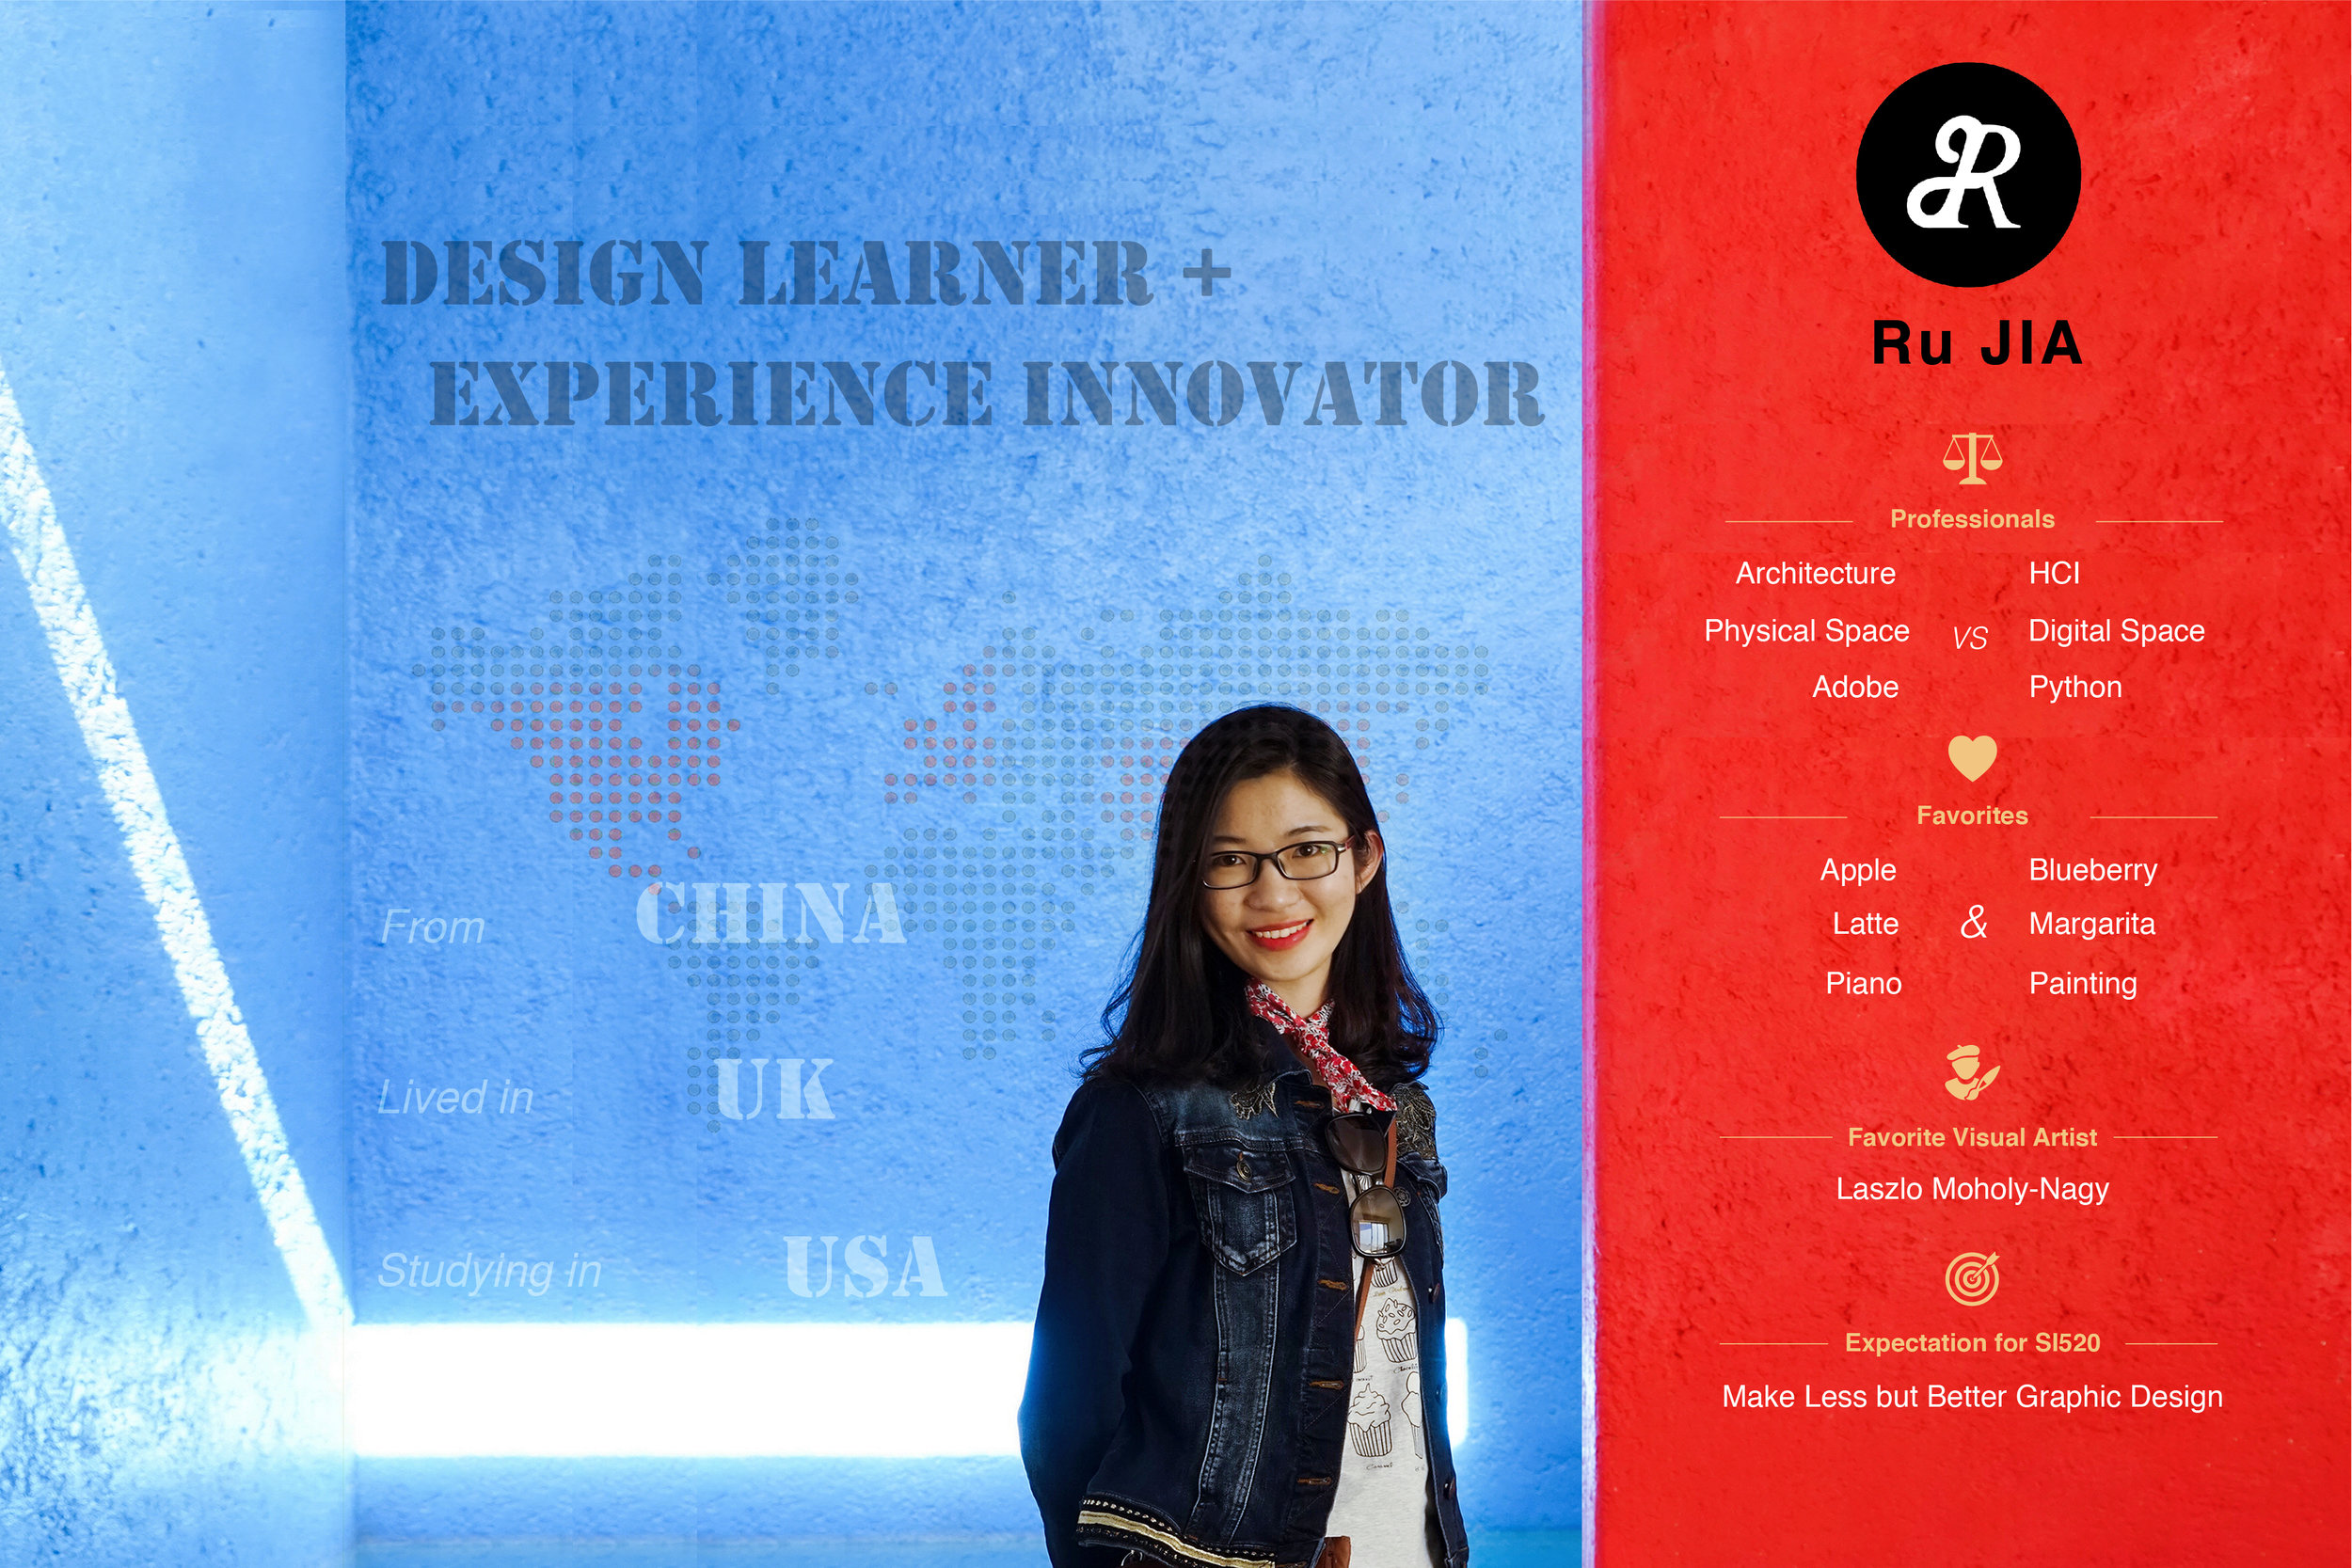 DESIGN LEARNER +
EXPERIENCE INNOVATOR
From CHINA
Lived in UK
Studying in USA
R
Ru JIA
Professionals
Architecture HCI
Physical Space vs Digital Space
Adobe Python
Favorites
Apple Blueberry
Latte & Margarita
Piano Painting
Favorite Visual Artist
Laszlo Moholy-Nagy
Expectation for SI520
Make Less but Better Graphic Design